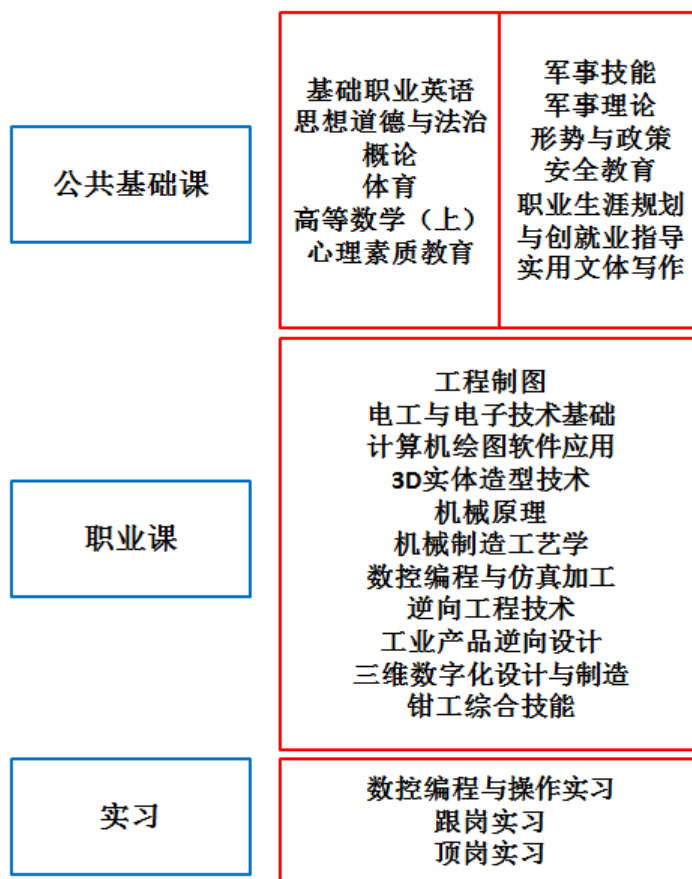 公共基础课
基础职业英语
思想道德与法治
概论
体育
高等数学（上）
心理素质教育
军事技能
军事理论
形势与政策
安全教育
职业生涯规划
与创就业指导
实用文体写作
职业课
工程制图
电工与电子技术基础
计算机绘图软件应用
3D实体造型技术
机械原理
机械制造工艺学
数控编程与仿真加工
逆向工程技术
工业产品逆向设计
三维数字化设计与制造
钳工综合技能
实习
数控编程与操作实习
跟岗实习
顶岗实习